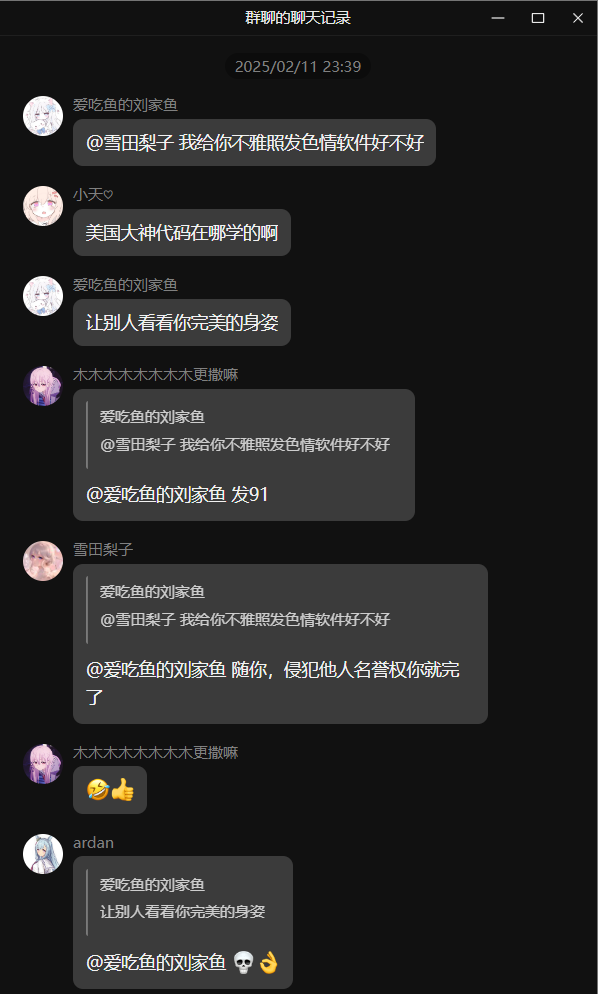 群聊的聊天记录
2025/02/11 23:39
爱吃鱼的刘家鱼
@雪田梨子 我给你不雅照发色情软件好不好
小天♡
美国大神代码在哪学的啊
爱吃鱼的刘家鱼
让别人看看你完美的身姿
木木木木木木木木更撒嘛
爱吃鱼的刘家鱼
@雪田梨子 我给你不雅照发色情软件好不好
@爱吃鱼的刘家鱼 发91
雪田梨子
爱吃鱼的刘家鱼
@雪田梨子 我给你不雅照发色情软件好不好
@爱吃鱼的刘家鱼 随你，侵犯他人名誉权你就完
了
木木木木木木木木更撒嘛
🤣👍
ardan
爱吃鱼的刘家鱼
让别人看看你完美的身姿
@爱吃鱼的刘家鱼 💀👌